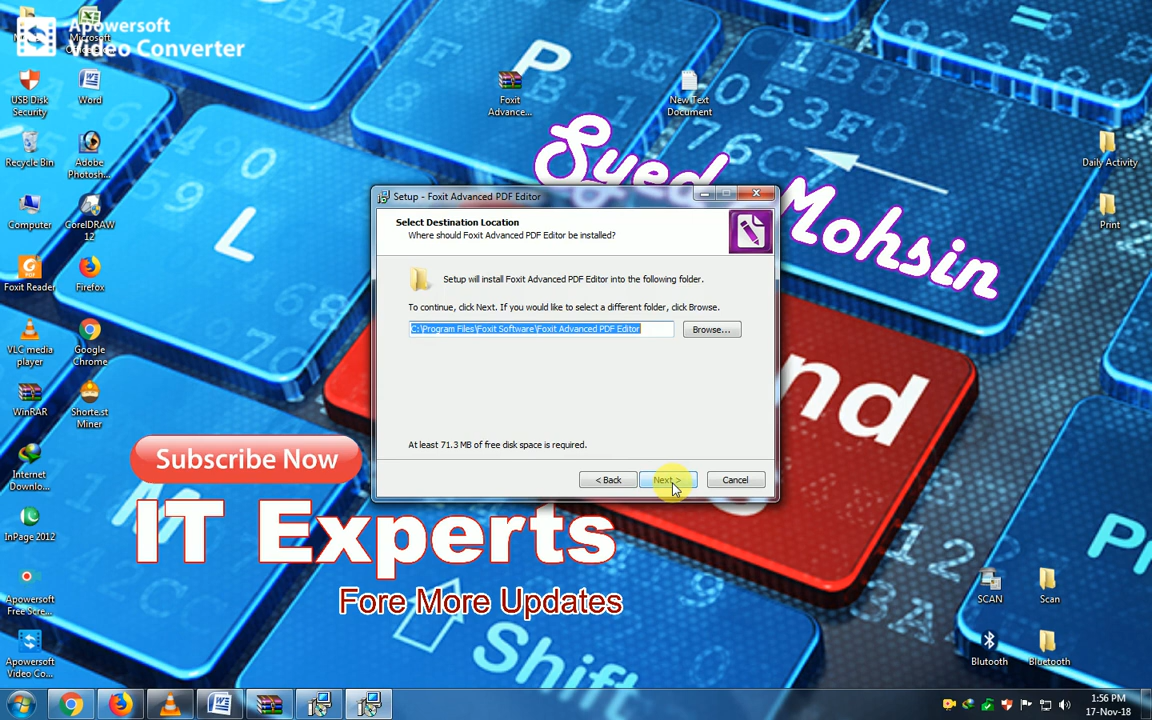 Apowersoft
Video Converter
Microsoft
USB Disk
Security
Word
Recycle Bin
Adobe
Photosh...
Computer
CorelDRAW
12
Foxit Reader
Firefox
VLC media
player
Google
Chrome
WinRAR
Shorte.st
Miner
Internet
Downlo...
InPage 2012
Apowersoft
Free Scre...
Apowersoft
Video Co...
Foxit
Advance...
New Text
Document
Daily Activity
Print
Syed Mohsin
Setup - Foxit Advanced PDF Editor
Select Destination Location
Where should Foxit Advanced PDF Editor be installed?
Setup will install Foxit Advanced PDF Editor into the following folder.
To continue, click Next. If you would like to select a different folder, click Browse.
C:\Program Files\Foxit Software\Foxit Advanced PDF Editor
Browse...
At least 71.3 MB of free disk space is required.
< Back
Next >
Cancel
Subscribe Now
IT Experts
Fore More Updates
SCAN
Scan
Blutooth
Bluetooth
P
L
nd
Shift
1:56 PM
17-Nov-18